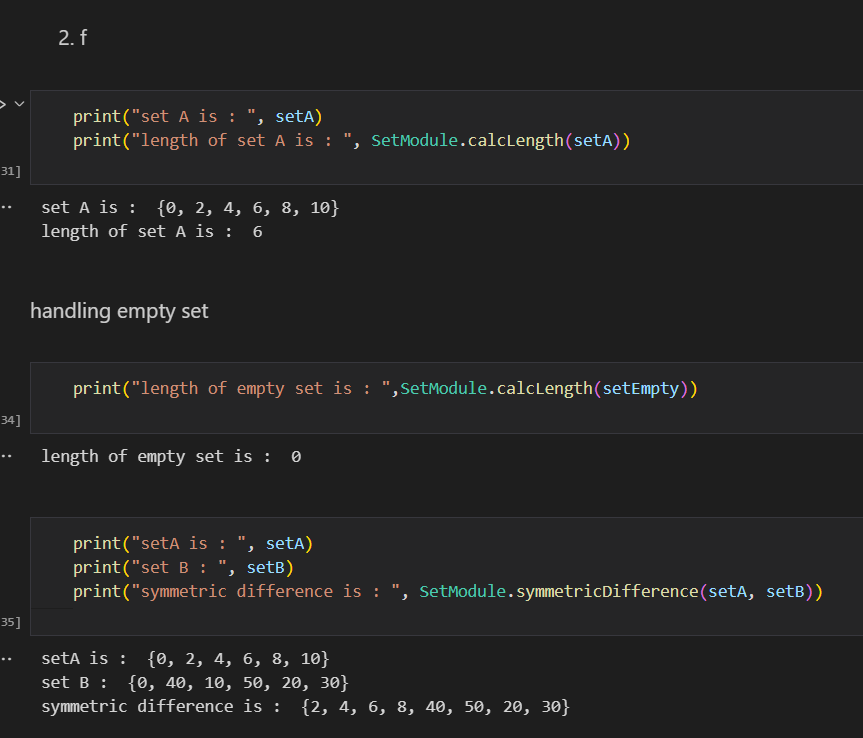 2. f
print("set A is : ", setA)
print("length of set A is : ", SetModule.calcLength(setA))
31]
set A is :  {0, 2, 4, 6, 8, 10}
length of set A is :  6
handling empty set
print("length of empty set is : ",SetModule.calcLength(setEmpty))
34]
length of empty set is :  0
print("setA is : ", setA)
print("set B : ", setB)
print("symmetric difference is : ", SetModule.symmetricDifference(setA, setB))
35]
setA is :  {0, 2, 4, 6, 8, 10}
set B :  {0, 40, 10, 50, 20, 30}
symmetric difference is :  {2, 4, 6, 8, 40, 50, 20, 30}